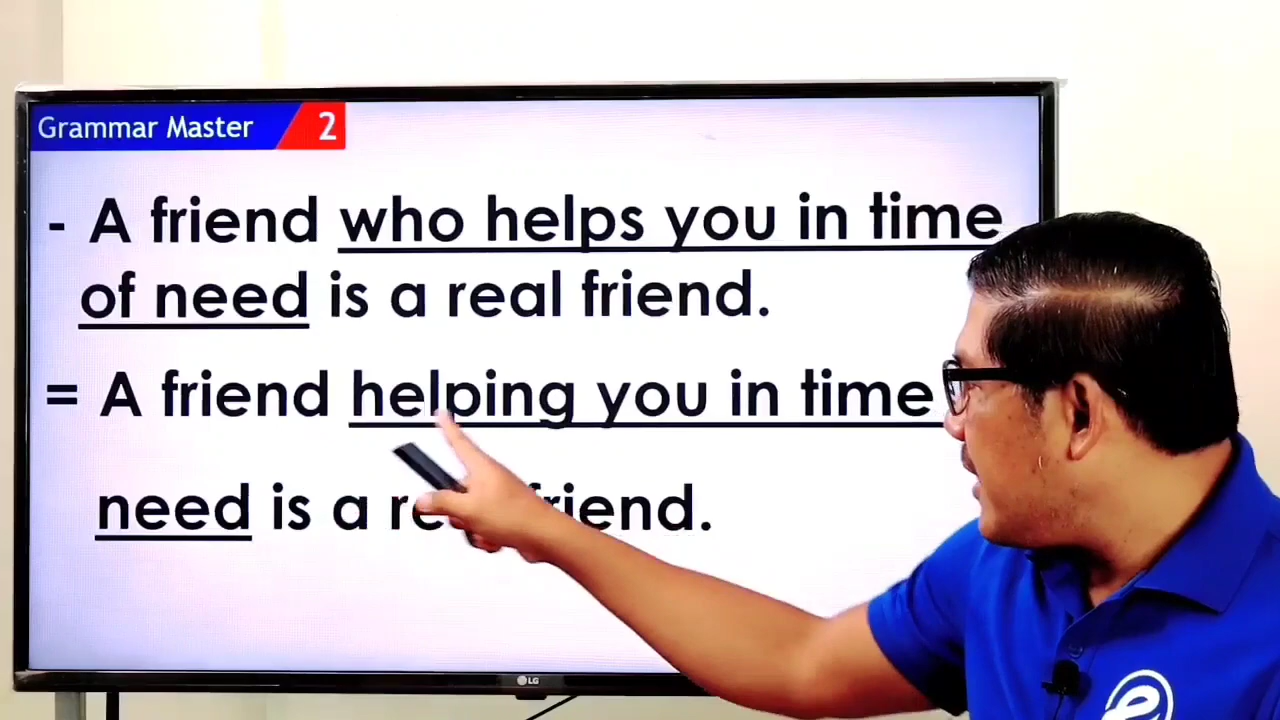 Grammar Master 2
- A friend who helps you in time
of need is a real friend.
= A friend helping you in time
need is a friend.
LG